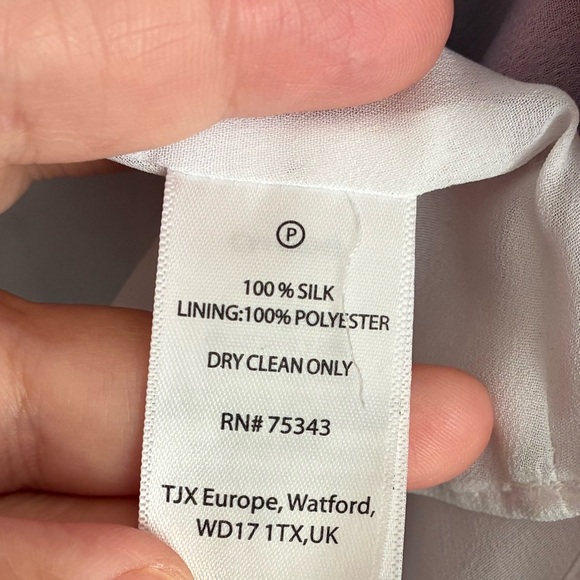 P
100 % SILK
LINING:100% POLYESTER
DRY CLEAN ONLY
RN# 75343
TJX Europe, Watford,
WD17 1TX,UK